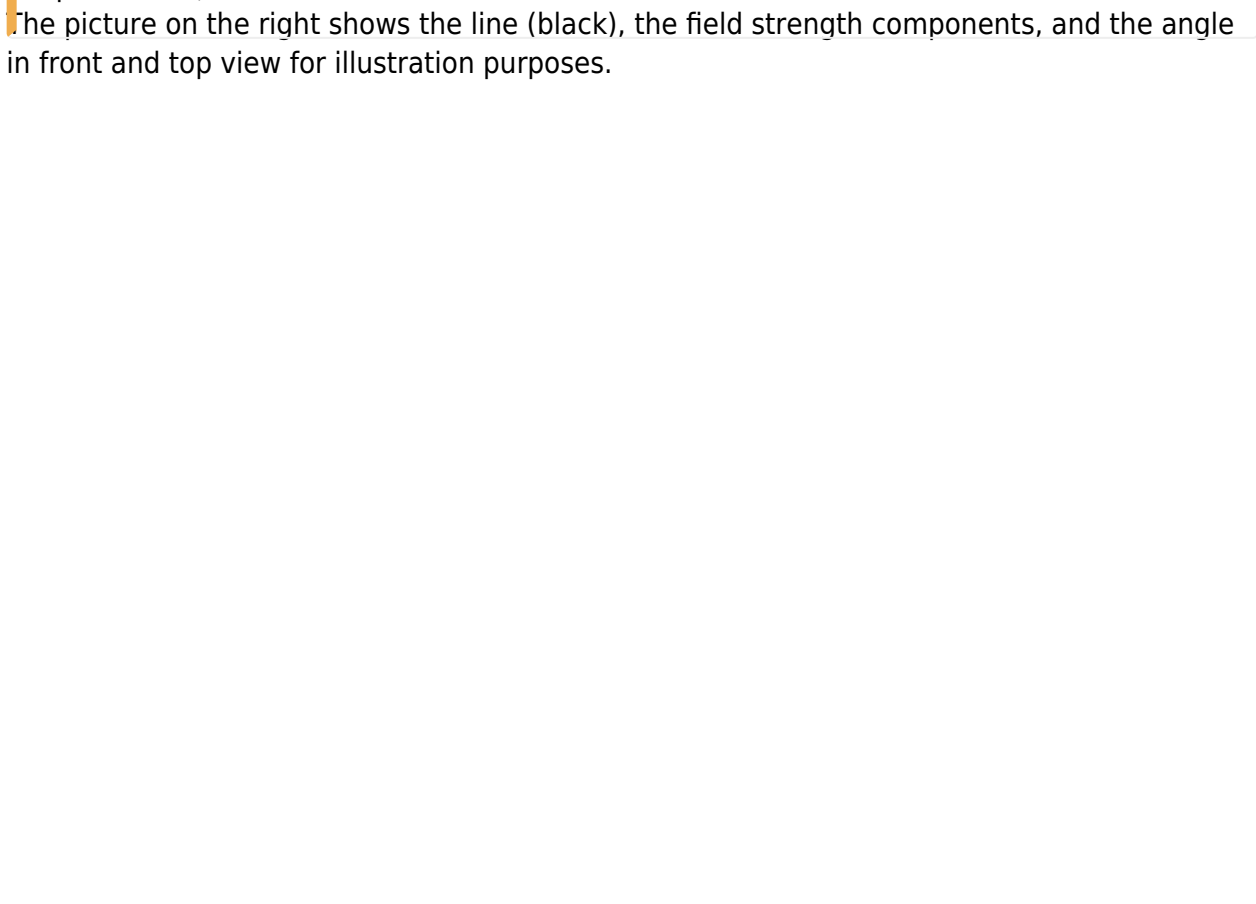 The picture on the right shows the line (black), the field strength components, and the angle
in front and top view for illustration purposes.